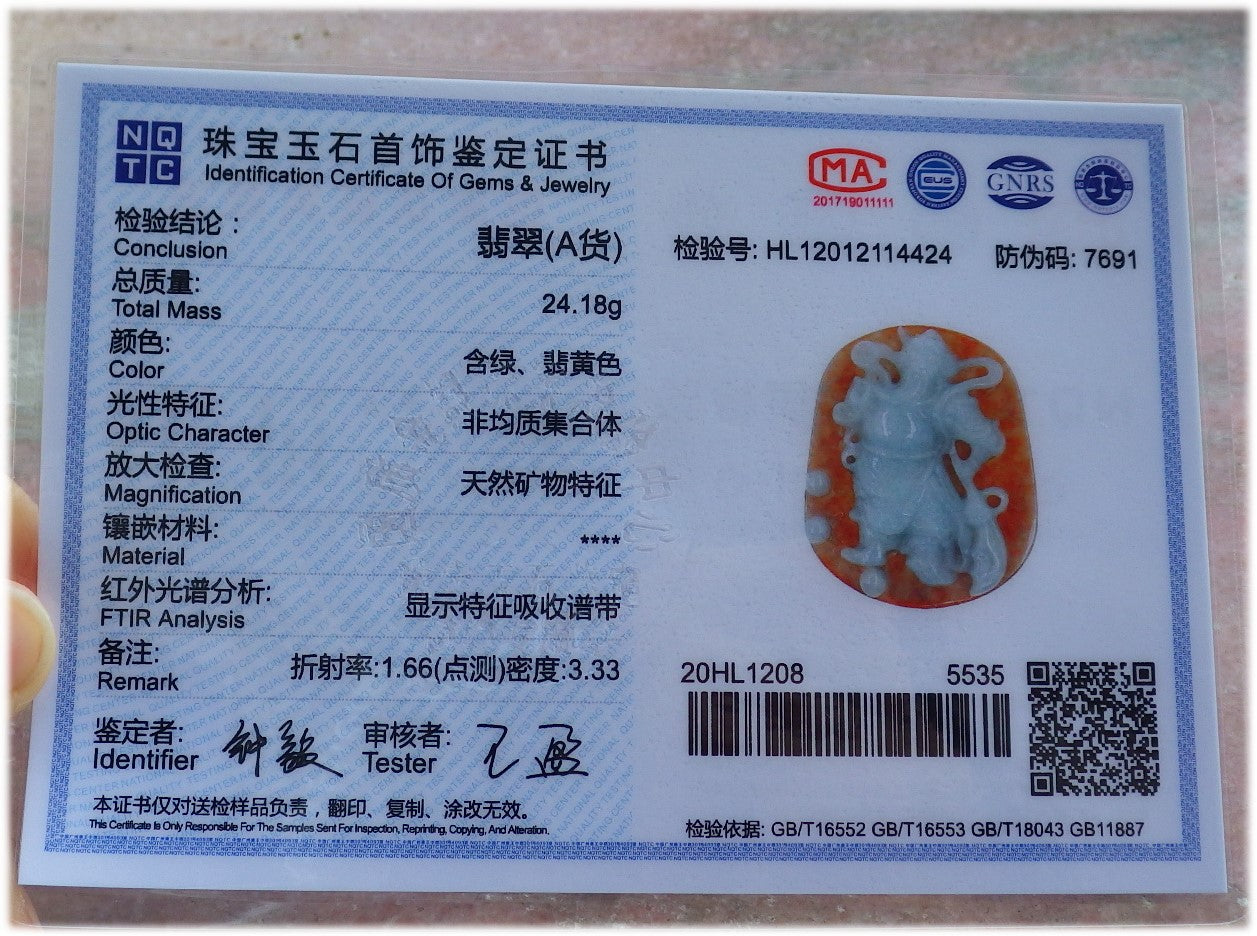 NQ
TC
珠宝玉石首饰鉴定证书
Identification Certificate Of Gems & Jewelry
检验结论：
Conclusion
翡翠(A货)
总质量:
Total Mass
24.18g
颜色:
Color
含绿、翡黄色
光性特征:
Optic Character
非均质集合体
放大检查:
Magnification
天然矿物特征
镶嵌材料:
Material
****
红外光谱分析:
FTIR Analysis
显示特征吸收谱带
备注:
Remark
折射率:1.66(点测)密度:3.33
鉴定者:
Identifier
审核者:
Tester
王盈
本证书仅对送检样品负责，翻印、复制、涂改无效。
This Certificate Is Only Responsible For The Samples Sent For Inspection, Reprinting, Copying, And Alteration.
MA
201719011111
GNRS
检验号: HL12012114424
防伪码: 7691
20HL1208
5535
检验依据: GB/T16552 GB/T16553 GB/T18043 GB11887